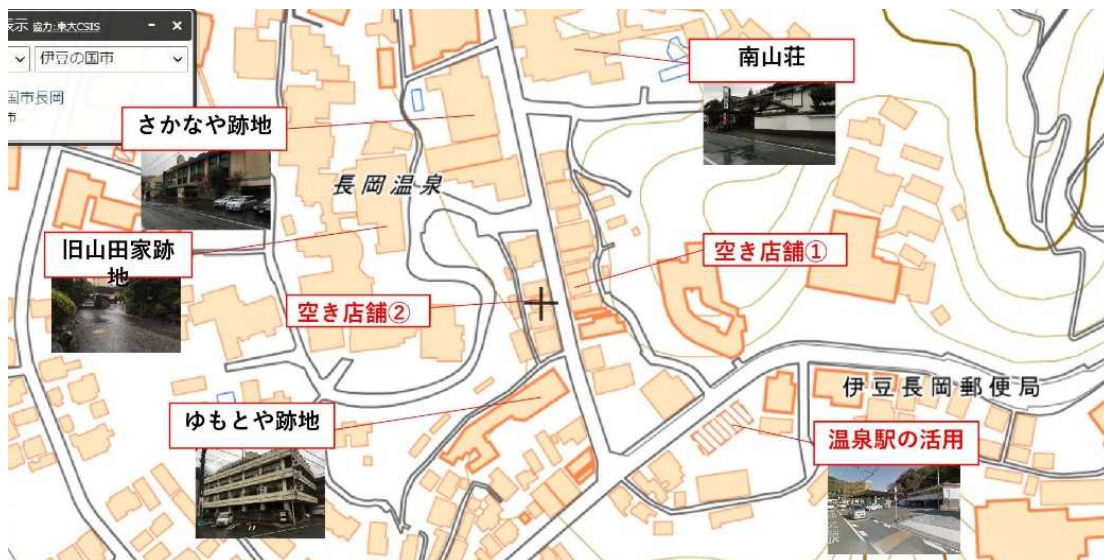 表示 協力:東大CSIS
伊豆の国市
国市長岡
市
南山荘
さかなや跡地
長岡温泉
旧山田家跡
地
空き店舗①
空き店舗②
ゆもとや跡地
伊豆長岡郵便局
温泉駅の活用